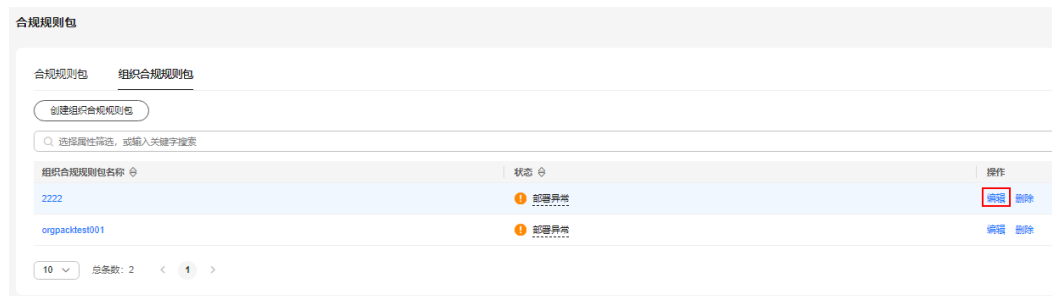 合规规则包
合规规则包 组织合规规则包
创建组织合规规则包
选择属性筛选，或输入关键字搜索
组织合规规则包名称 状态 操作
2222 部署异常 编辑 删除
orgpacktest001 部署异常 编辑 删除
10 总条数：2 < 1 >